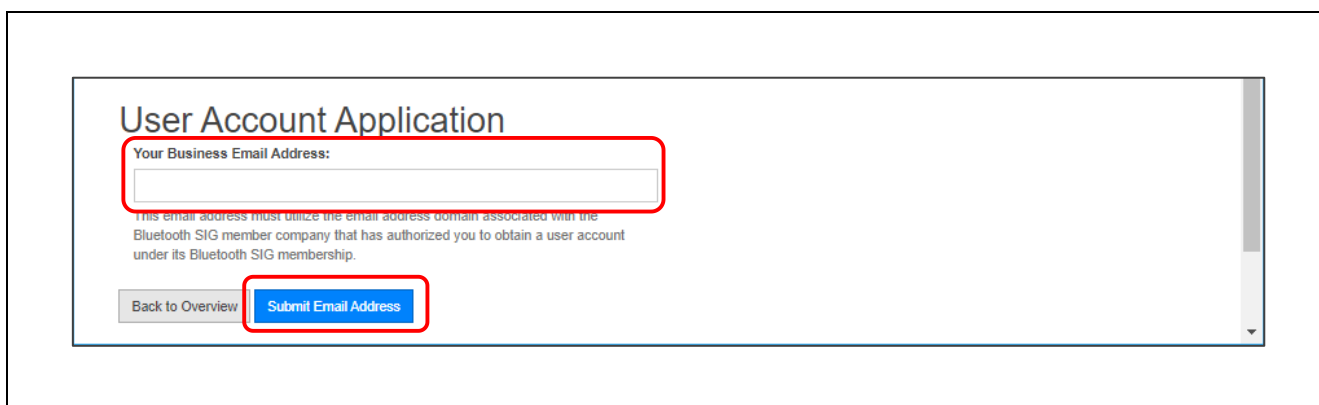 User Account Application
Your Business Email Address:
This email address must utilize the email address domain associated with the
Bluetooth SIG member company that has authorized you to obtain a user account
under its Bluetooth SIG membership.
Back to Overview
Submit Email Address